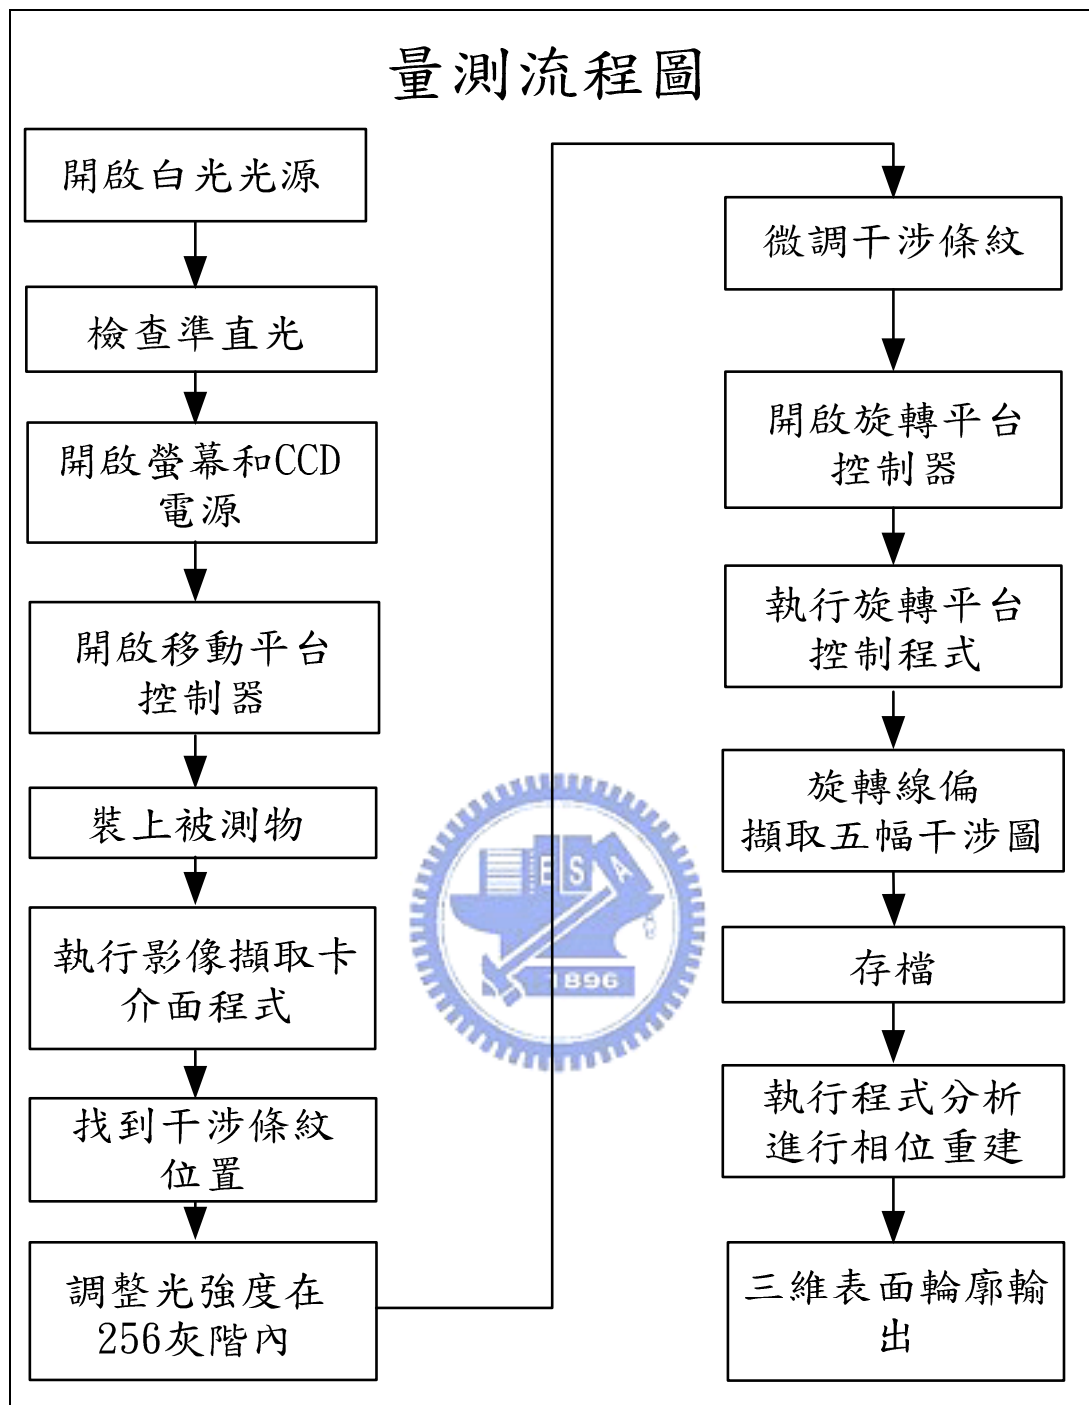 量測流程圖
開啟白光光源
檢查準直光
開啟螢幕和CCD
電源
開啟移動平台
控制器
裝上被測物
執行影像擷取卡
介面程式
找到干涉條紋
位置
調整光強度在
256灰階內
微調干涉條紋
開啟旋轉平台
控制器
執行旋轉平台
控制程式
旋轉線偏
擷取五幅干涉圖
存檔
執行程式分析
進行相位重建
三維表面輪廓輸
出
E S A
1896